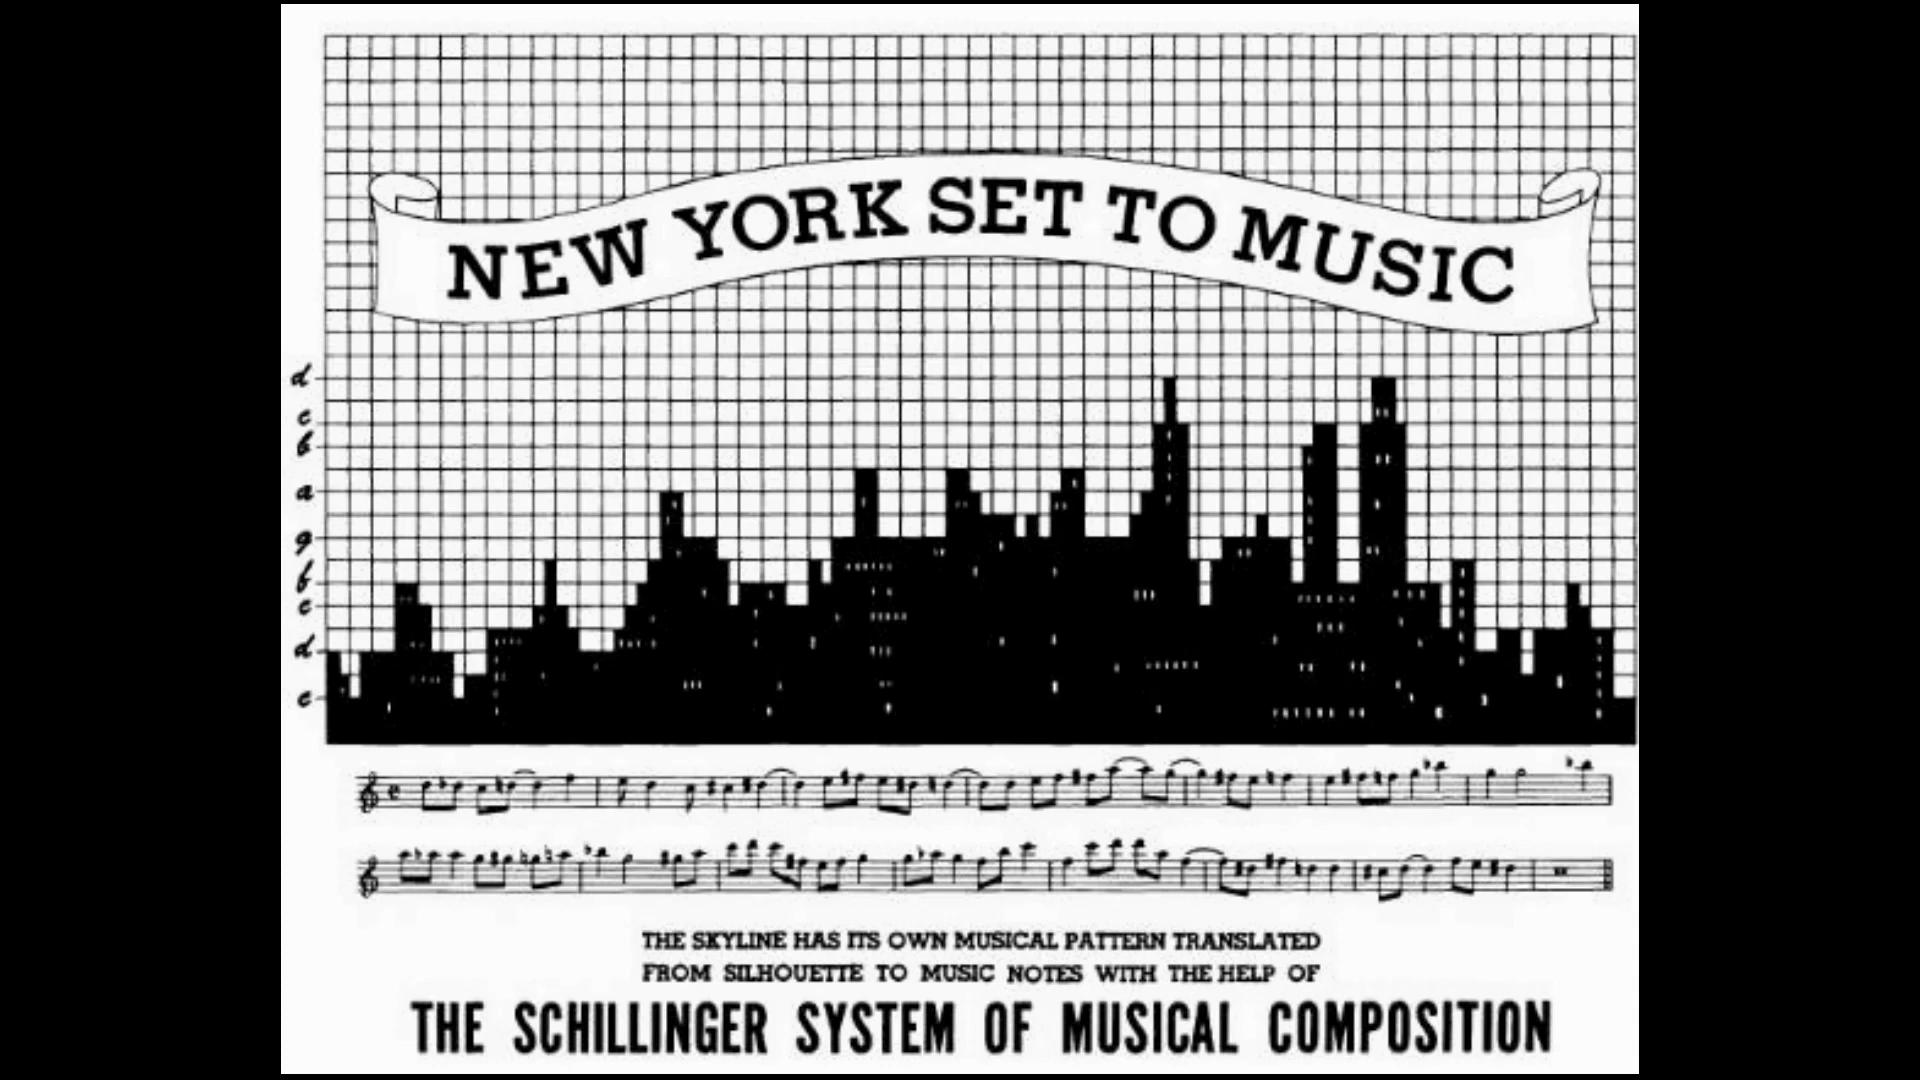 NEW YORK SET TO MUSIC
d
c
b
a
g
f
e
d
c
THE SKYLINE HAS ITS OWN MUSICAL PATTERN TRANSLATED
FROM SILHOUETTE TO MUSIC NOTES WITH THE HELP OF
THE SCHILLINGER SYSTEM OF MUSICAL COMPOSITION